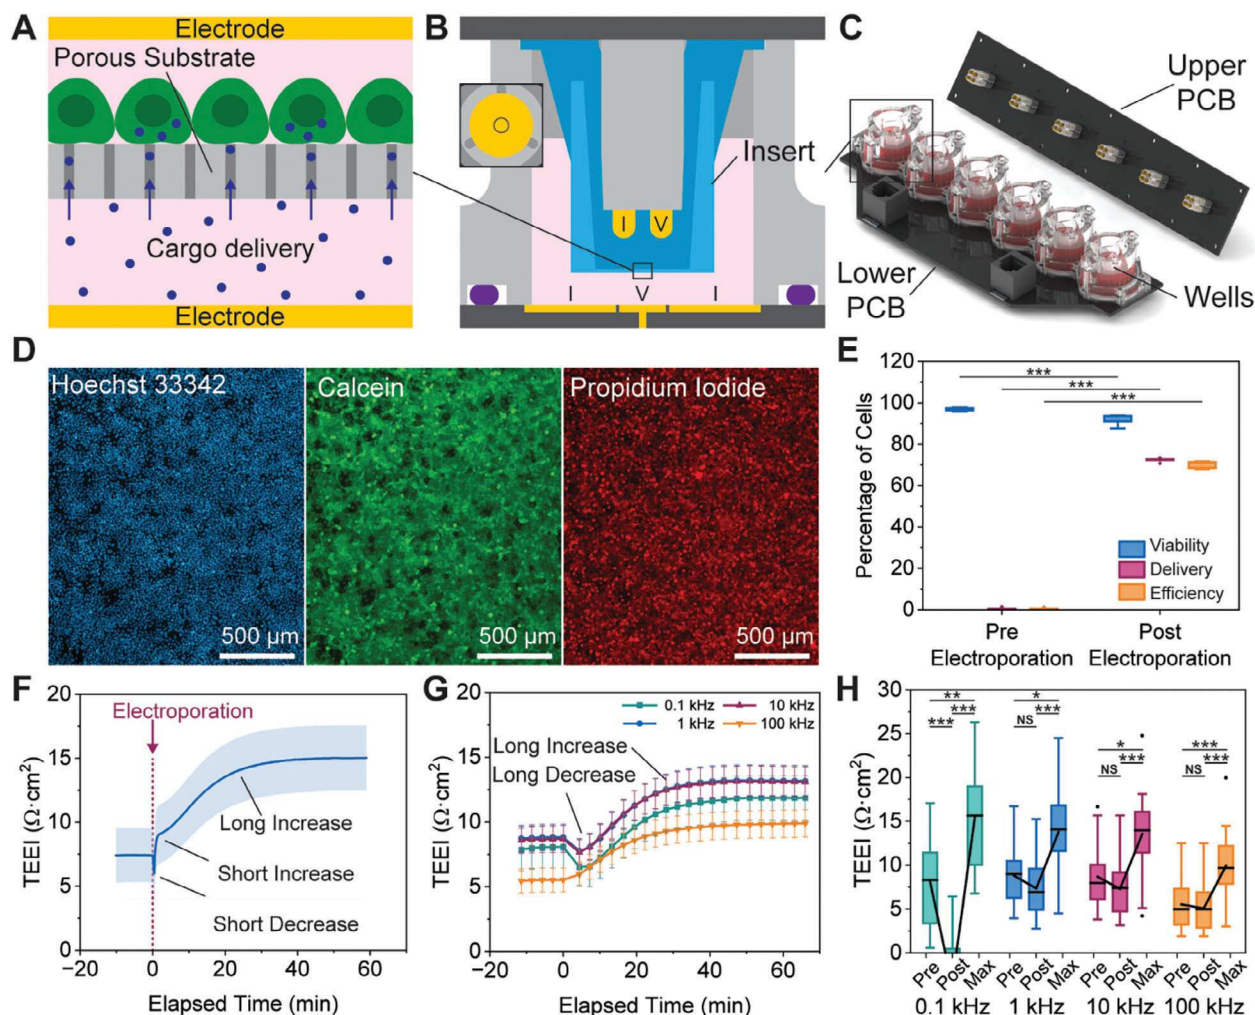 A
Electrode
Porous Substrate
Cargo delivery
Electrode
B
I V
Insert
I V I
C
Upper
PCB
Lower
PCB
Wells
D
Hoechst 33342
500 µm
Calcein
500 µm
Propidium Iodide
500 µm
E
Percentage of Cells
0
20
40
60
80
100
120
***
***
***
Viability
Delivery
Efficiency
Pre
Electroporation
Post
Electroporation
F
TEEI (Ω·cm²)
20
15
10
5
0
Electroporation
Long Increase
Short Increase
Short Decrease
−20 0 20 40 60
Elapsed Time (min)
G
TEEI (Ω·cm²)
20
15
10
5
0
0.1 kHz
10 kHz
1 kHz
100 kHz
Long Increase
Long Decrease
−20 0 20 40 60
Elapsed Time (min)
H
TEEI (Ω·cm²)
30
25
20
15
10
5
0
**
***
***
*
***
NS
*
***
NS
***
***
NS
Pre Post Max Pre Post Max Pre Post Max Pre Post Max
0.1 kHz 1 kHz 10 kHz 100 kHz